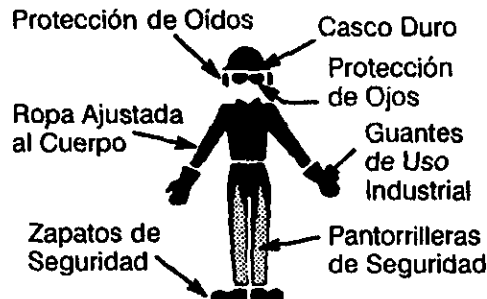 Protección de Oídos
Casco Duro
Protección
de Ojos
Ropa Ajustada
al Cuerpo
Guantes
de Uso
Industrial
Zapatos de
Seguridad
Pantorrilleras
de Seguridad